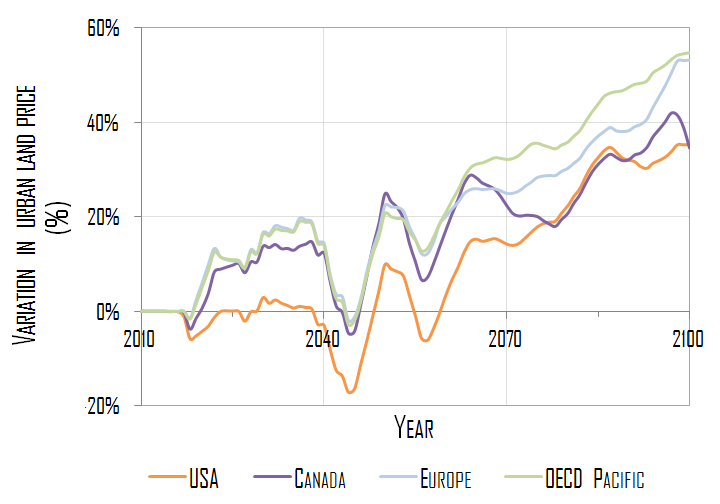 60%
40%
20%
0%
-20%
VARIATION IN URBAN LAND PRICE
(%)
2010 2040 2070 2100
YEAR
USA CANADA EUROPE OECD PACIFIC